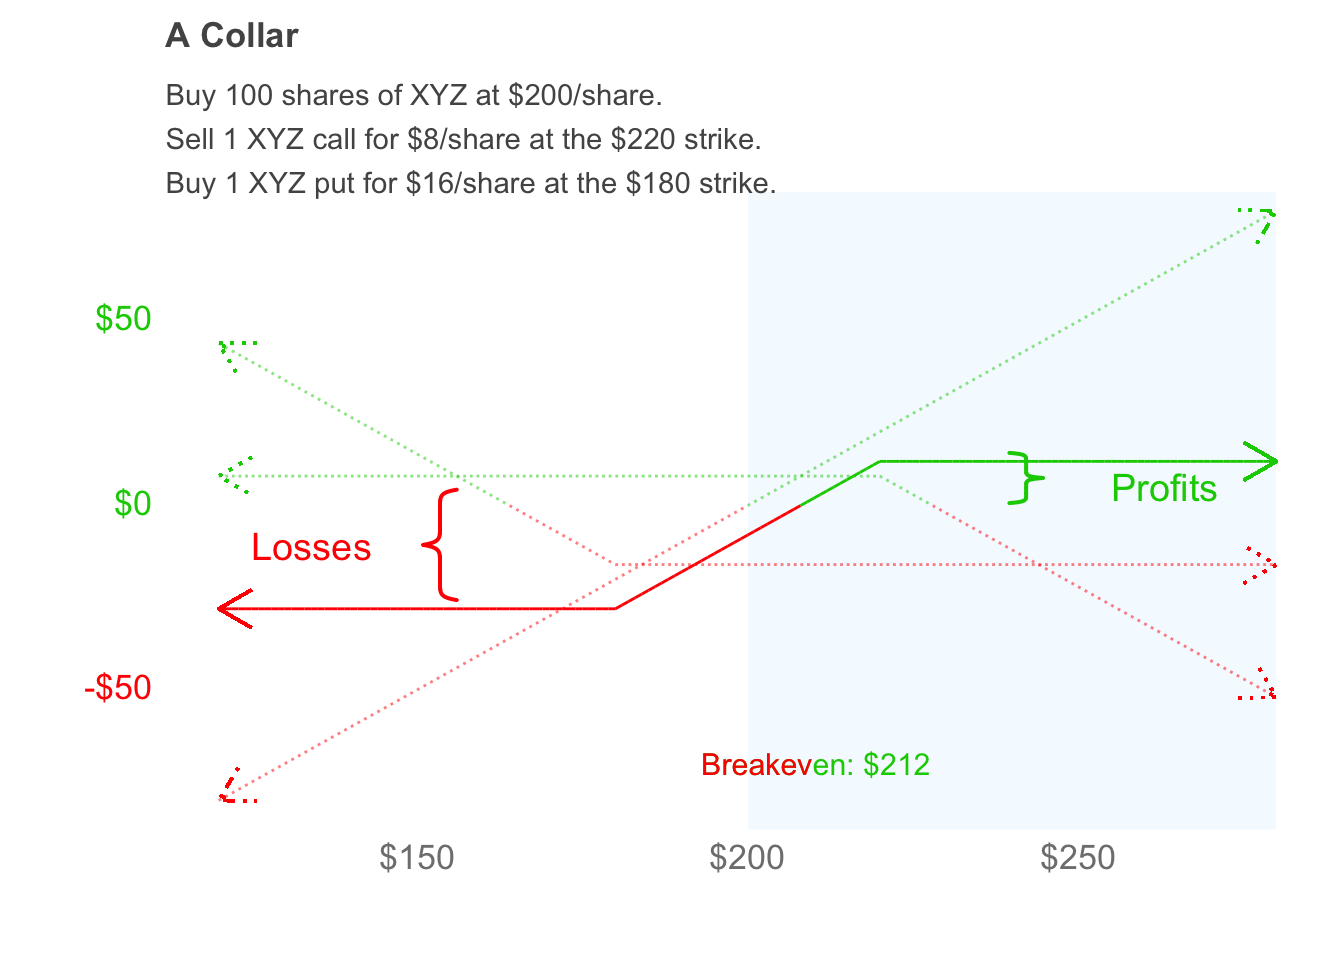 A Collar
Buy 100 shares of XYZ at $200/share.
Sell 1 XYZ call for $8/share at the $220 strike.
Buy 1 XYZ put for $16/share at the $180 strike.
$50
$0
-$50
Losses
Profits
Breakeven: $212
$150
$200
$250